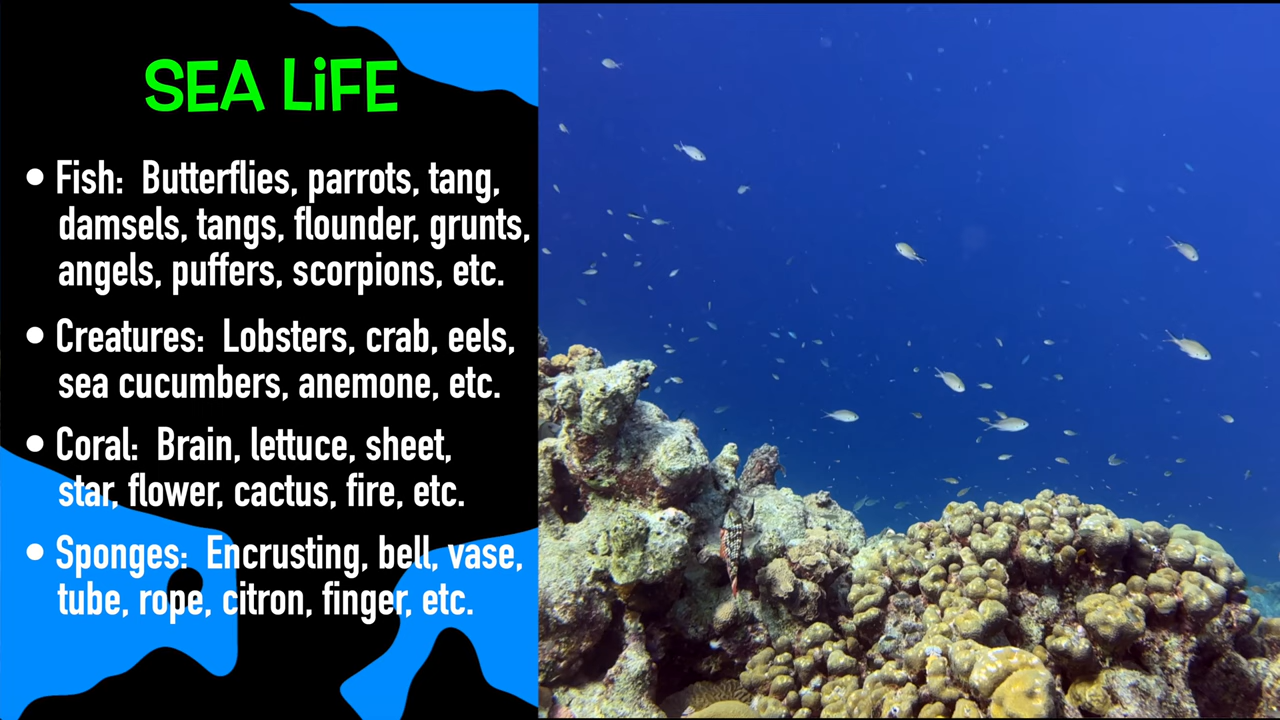 SEA LiFE
• Fish: Butterflies, parrots, tang,
damsels, tangs, flounder, grunts,
angels, puffers, scorpions, etc.
• Creatures: Lobsters, crab, eels,
sea cucumbers, anemone, etc.
• Coral: Brain, lettuce, sheet,
star, flower, cactus, fire, etc.
• Sponges: Encrusting, bell, vase,
tube, rope, citron, finger, etc.